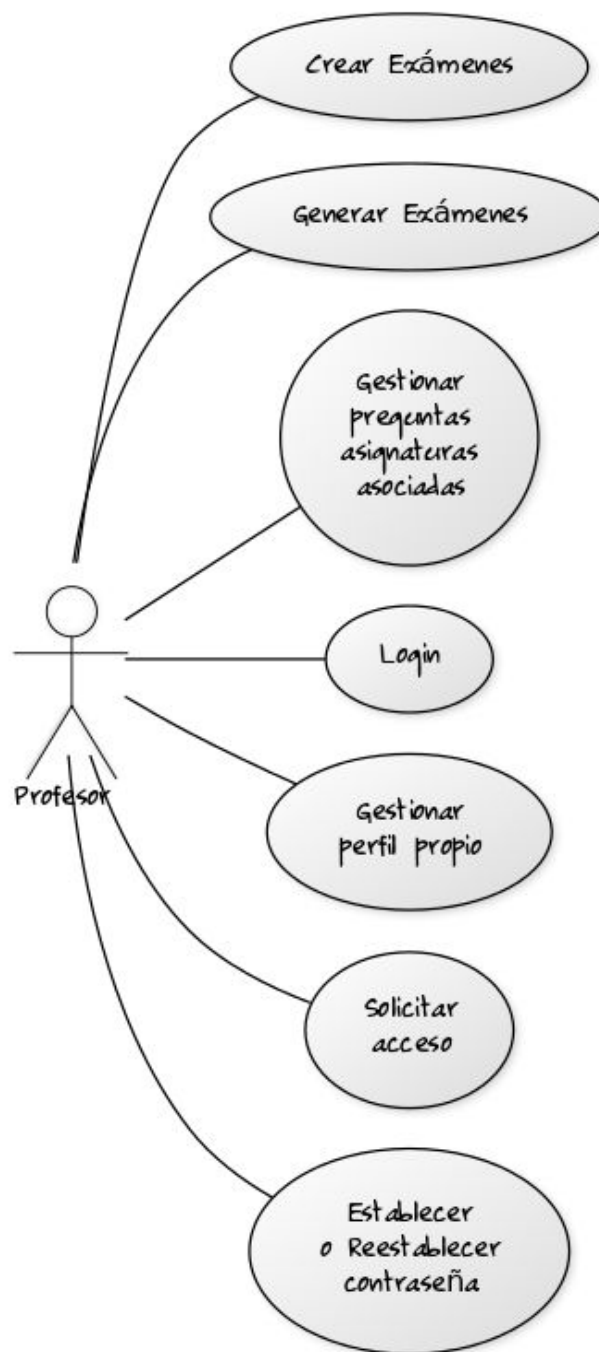 Crear Exámenes
Generar Exámenes
Gestionar
preguntas
asignaturas
asociadas
Login
Profesor
Gestionar
perfil propio
Solicitar
acceso
Establecer
o Reestablecer
contraseña